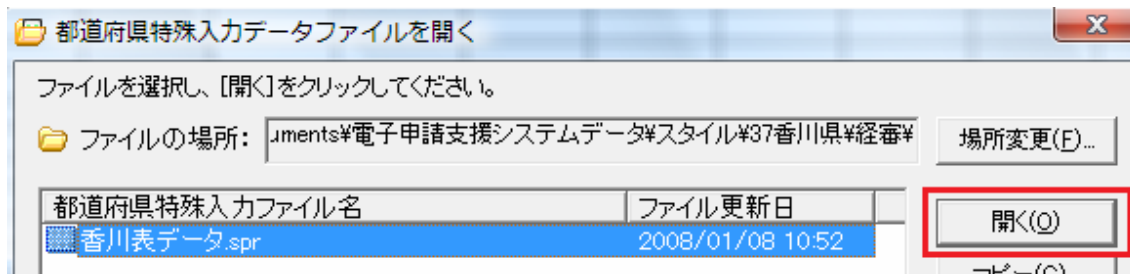 都道府県特殊入力データファイルを開く
ファイルを選択し、[開く]をクリックしてください。
ファイルの場所: uments¥電子申請支援システムデータ¥スタイル¥37香川県¥経審¥ 場所変更(F)...
都道府県特殊入力ファイル名 ファイル更新日
開く(O)
香川表データ.spr 2008/01/08 10:52
コピー(C)